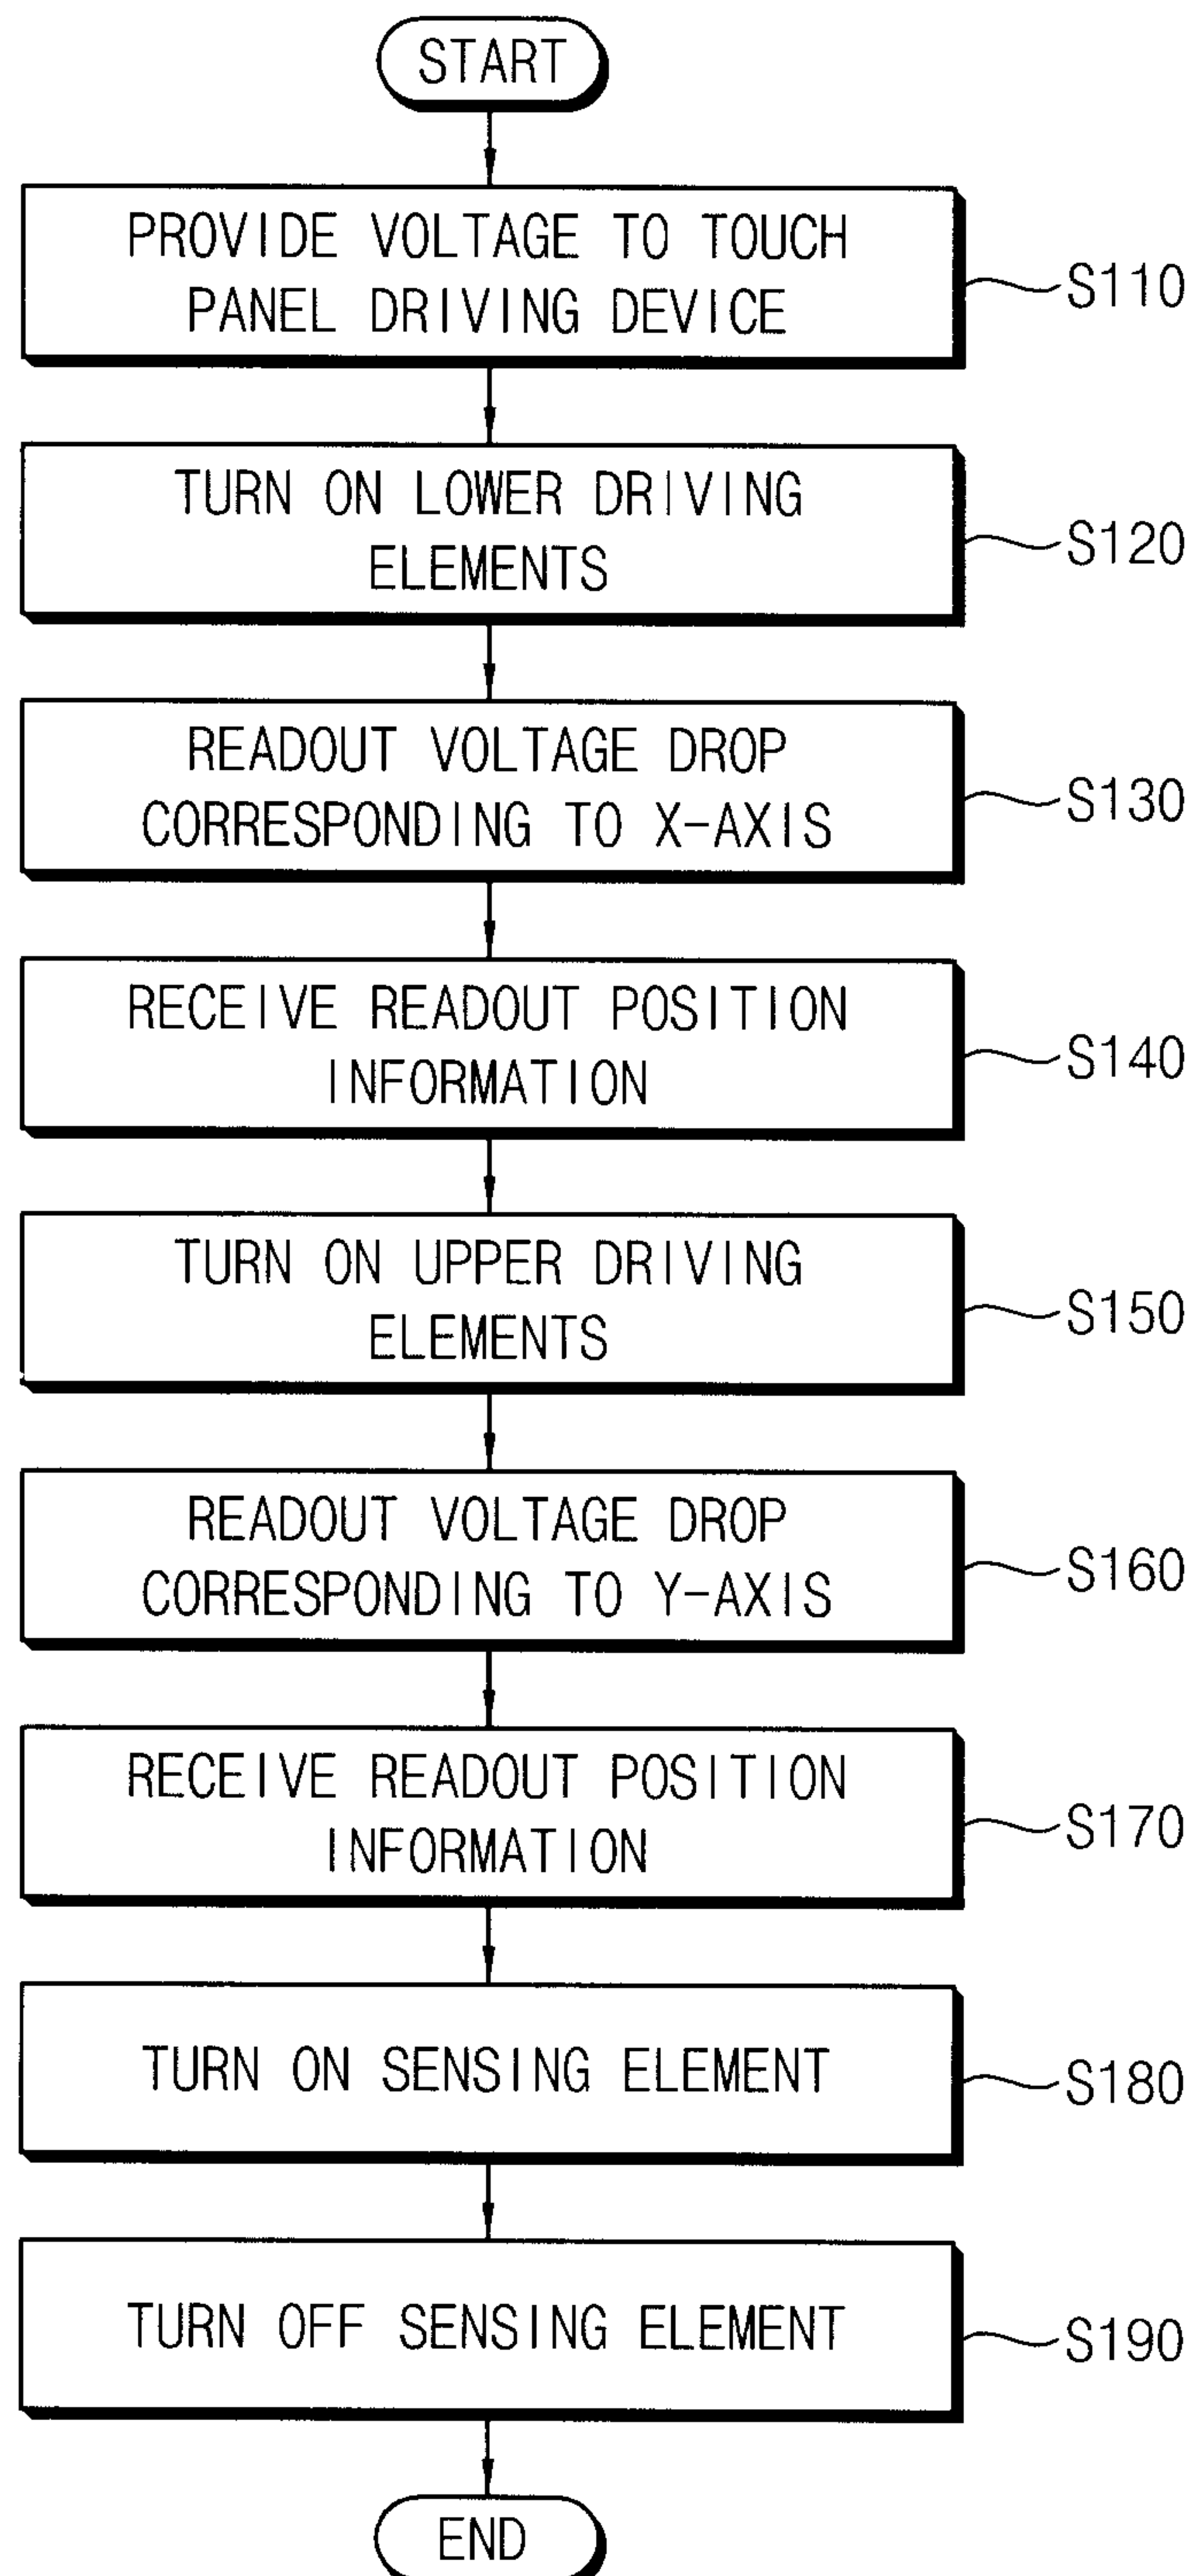 START
PROVIDE VOLTAGE TO TOUCH
PANEL DRIVING DEVICE
S110
TURN ON LOWER DRIVING
ELEMENTS
S120
READOUT VOLTAGE DROP
CORRESPONDING TO X-AXIS
S130
RECEIVE READOUT POSITION
INFORMATION
S140
TURN ON UPPER DRIVING
ELEMENTS
S150
READOUT VOLTAGE DROP
CORRESPONDING TO Y-AXIS
S160
RECEIVE READOUT POSITION
INFORMATION
S170
TURN ON SENSING ELEMENT
S180
TURN OFF SENSING ELEMENT
S190
END